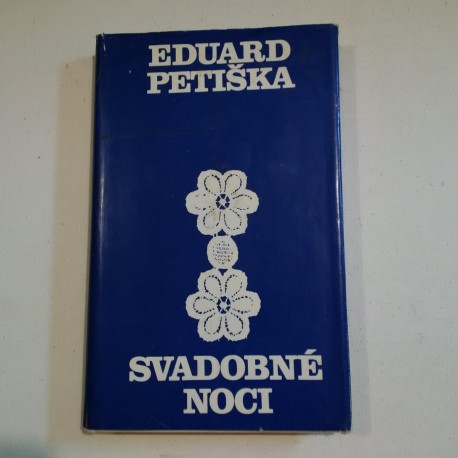 EDUARD
PETIŠKA
SVADOBNÉ
NOCI